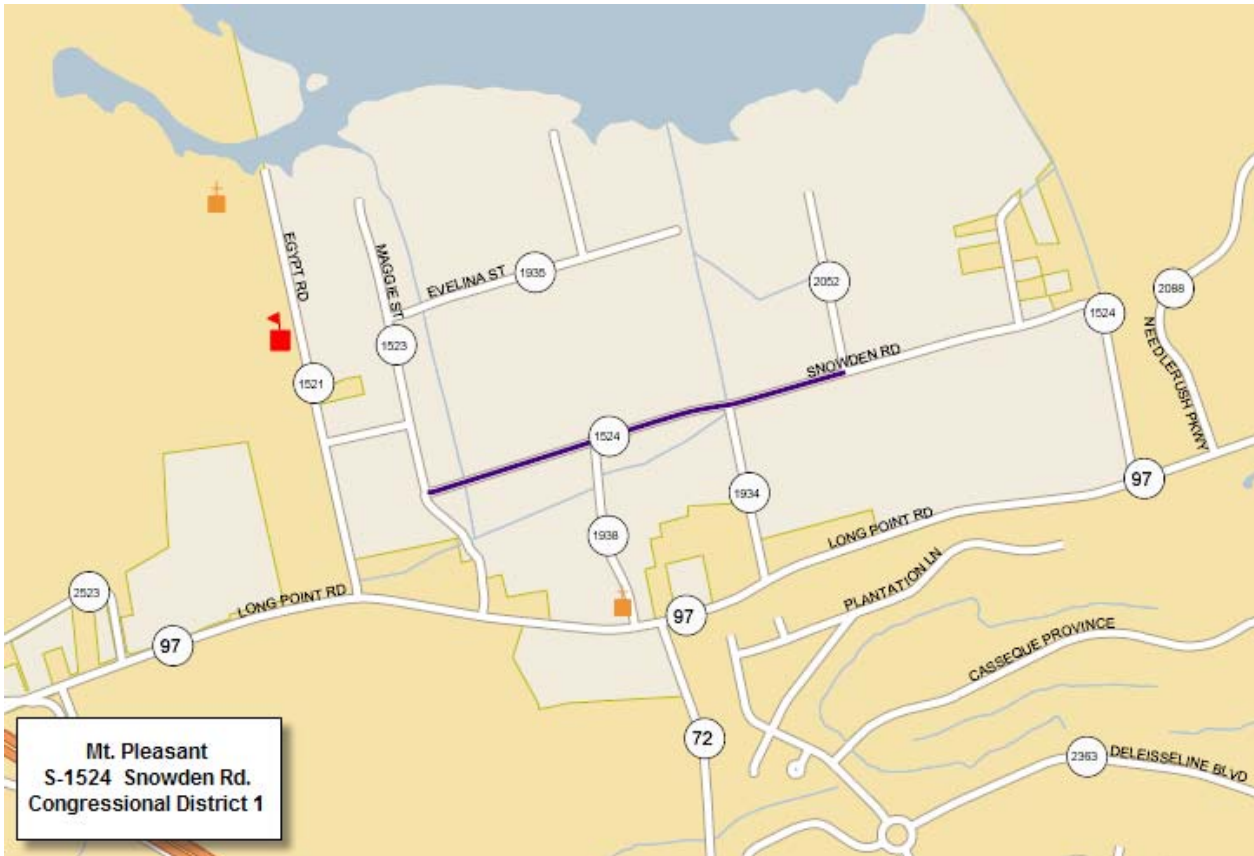 EGYPT RD
MAGGIE ST
EVELINA ST
1935
2052
2088
1524
1523
NEEDLERUSH PKWY
SNOWDEN RD
1521
1524
97
1934
LONG POINT RD
1938
PLANTATION LN
2523
LONG POINT RD
97
97
CASSEQUE PROVINCE
72
2363
DELEISSELINE BLVD
Mt. Pleasant
S-1524 Snowden Rd.
Congressional District 1